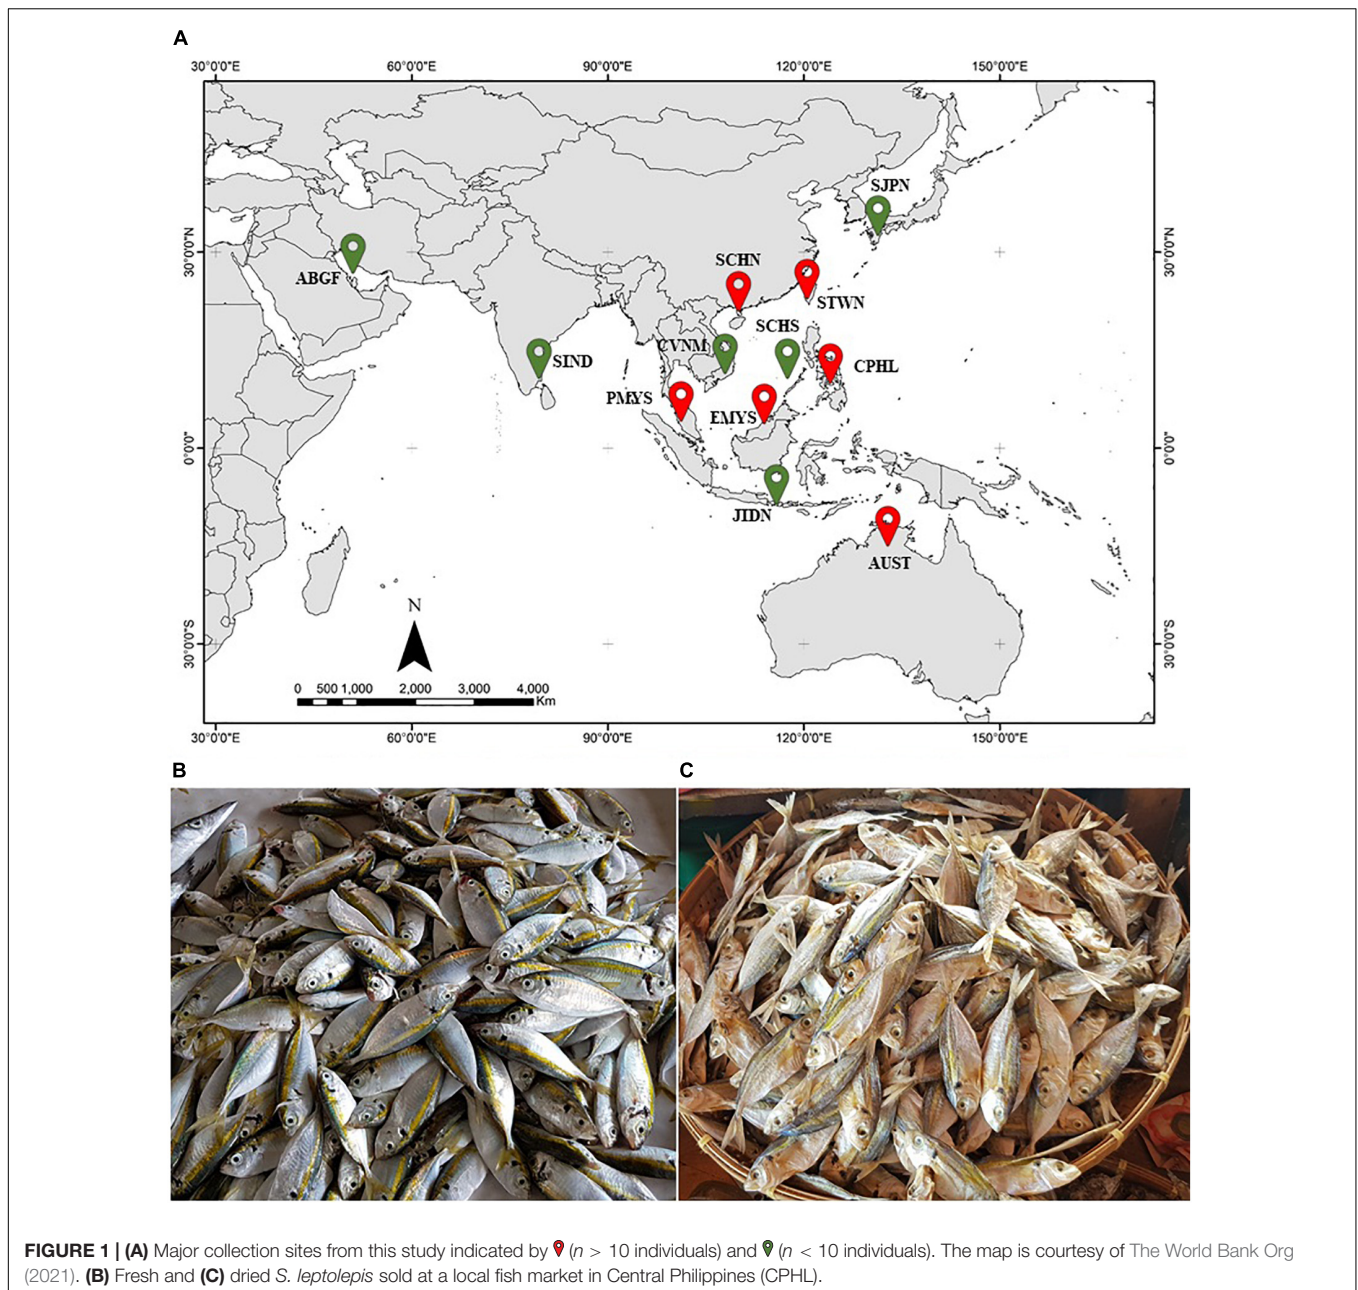 A
30°0'0"E 60°0'0"E 90°0'0"E 120°0'0"E 150°0'0"E
SJPN
30°0'0"N 30°0'0"N
ABGF
SCHN
STWN
SCHS
CVNM
SIND
CPHL
PMYS
EMYS
0°0'0" 0°0'0"
JIDN
AUST
N
30°0'0"S 30°0'0"S
0 500 1,000 2,000 3,000 4,000
Km
30°0'0"E 60°0'0"E 90°0'0"E 120°0'0"E 150°0'0"E
B C
FIGURE 1 | (A) Major collection sites from this study indicated by (n > 10 individuals) and (n < 10 individuals). The map is courtesy of The World Bank Org
(2021). (B) Fresh and (C) dried S. leptolepis sold at a local fish market in Central Philippines (CPHL).